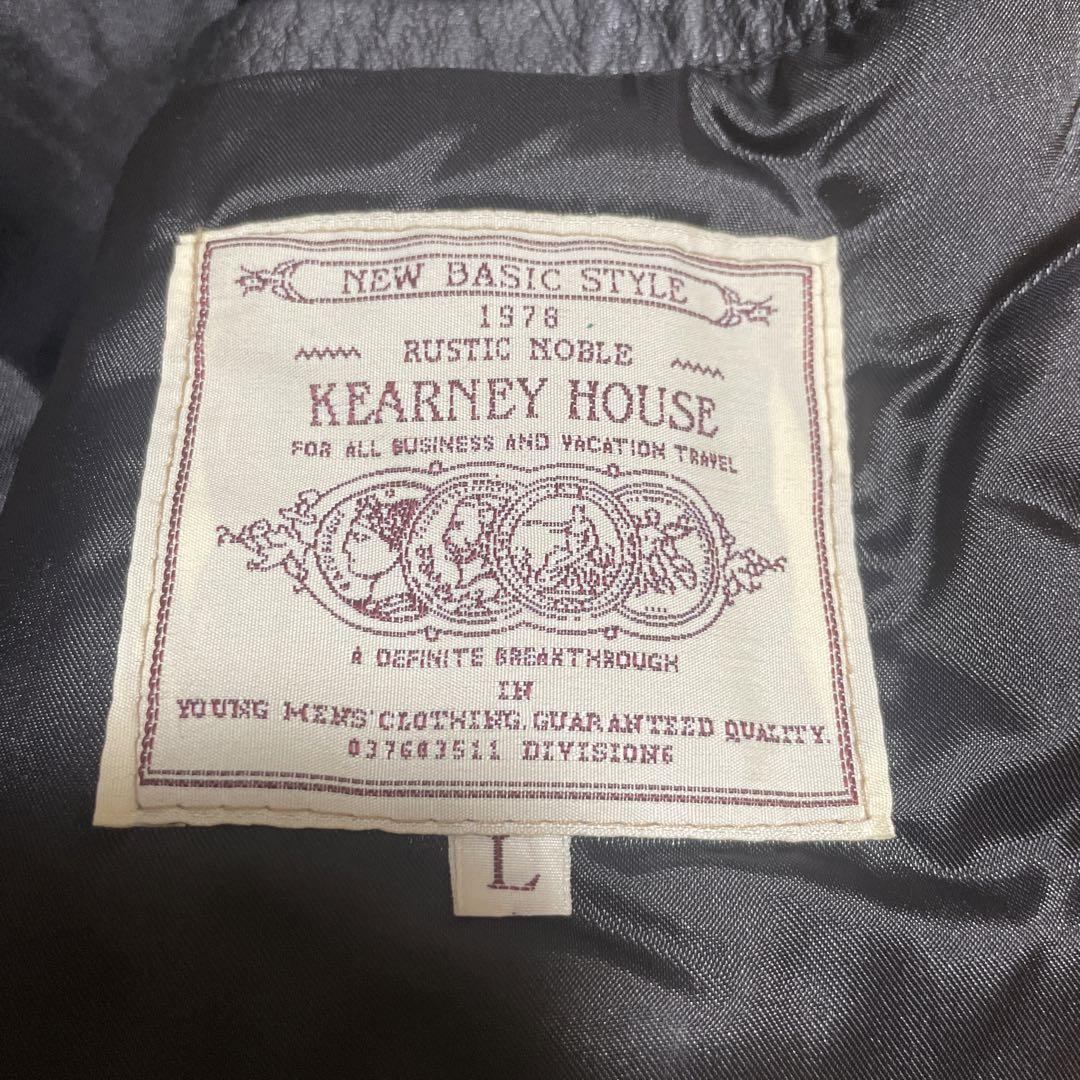 NEW BASIC STYLE
1978
RUSTIC NOBLE
KEARNEY HOUSE
FOR ALL BUSINESS AND VACATION TRAVEL
A DEFINITE BREAKTHROUGH
IN
YOUNG MENS' CLOTHING. GUARANTEED QUALITY.
037603511 DIVISION6
L